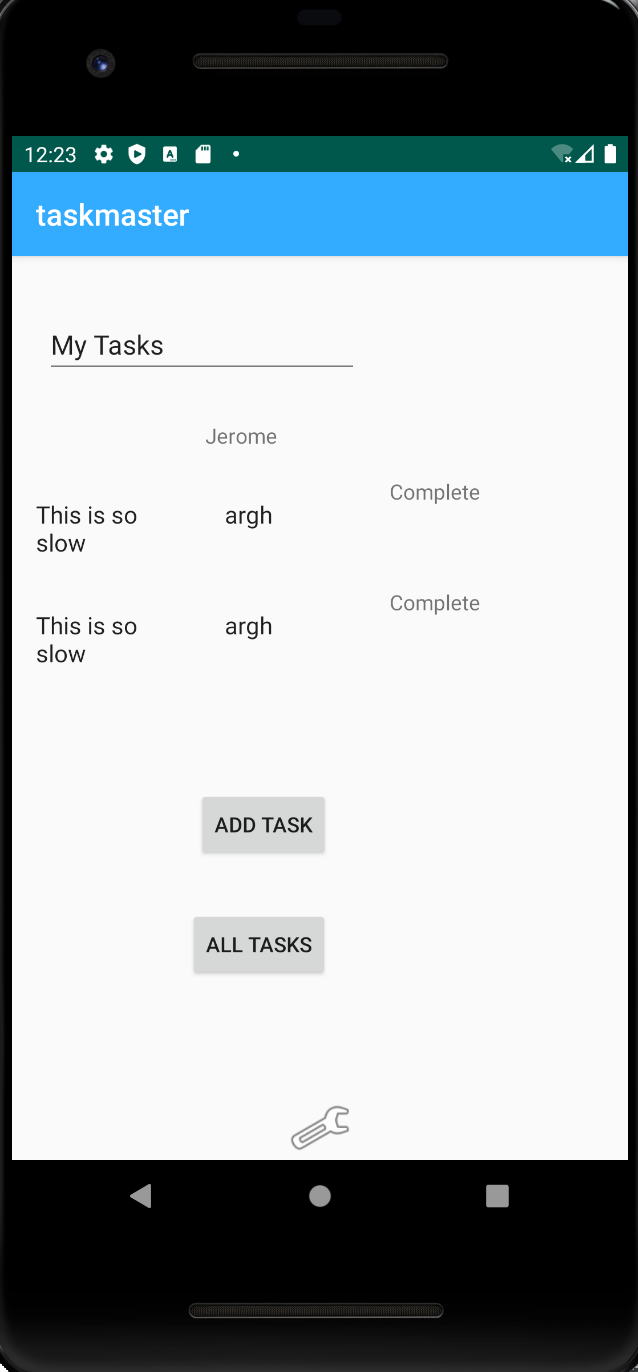 12:23
taskmaster
My Tasks
Jerome
Complete
This is so
slow
argh
Complete
This is so
slow
argh
ADD TASK
ALL TASKS